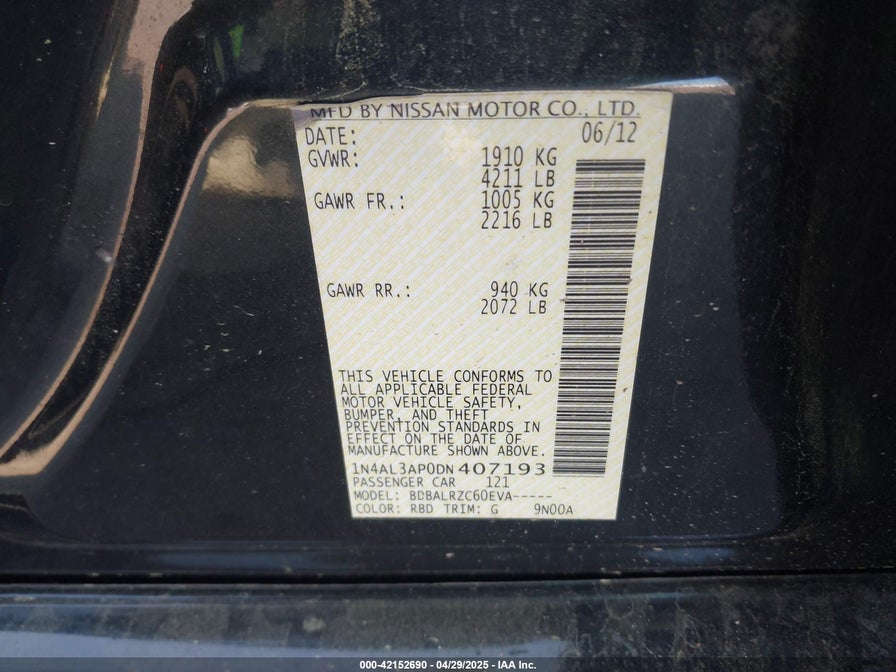 MFD BY NISSAN MOTOR CO., LTD.
DATE: 06/12
GVWR: 1910 KG
4211 LB
GAWR FR.: 1005 KG
2216 LB
GAWR RR.: 940 KG
2072 LB
THIS VEHICLE CONFORMS TO
ALL APPLICABLE FEDERAL
MOTOR VEHICLE SAFETY,
BUMPER, AND THEFT
PREVENTION STANDARDS IN
EFFECT ON THE DATE OF
MANUFACTURE SHOWN ABOVE.
1N4AL3AP0DN407193
PASSENGER CAR 121
MODEL: BDBALRZC60EVA-----
COLOR: RBD TRIM: G 9N00A
000-42152690 - 04/29/2025 - IAA Inc.